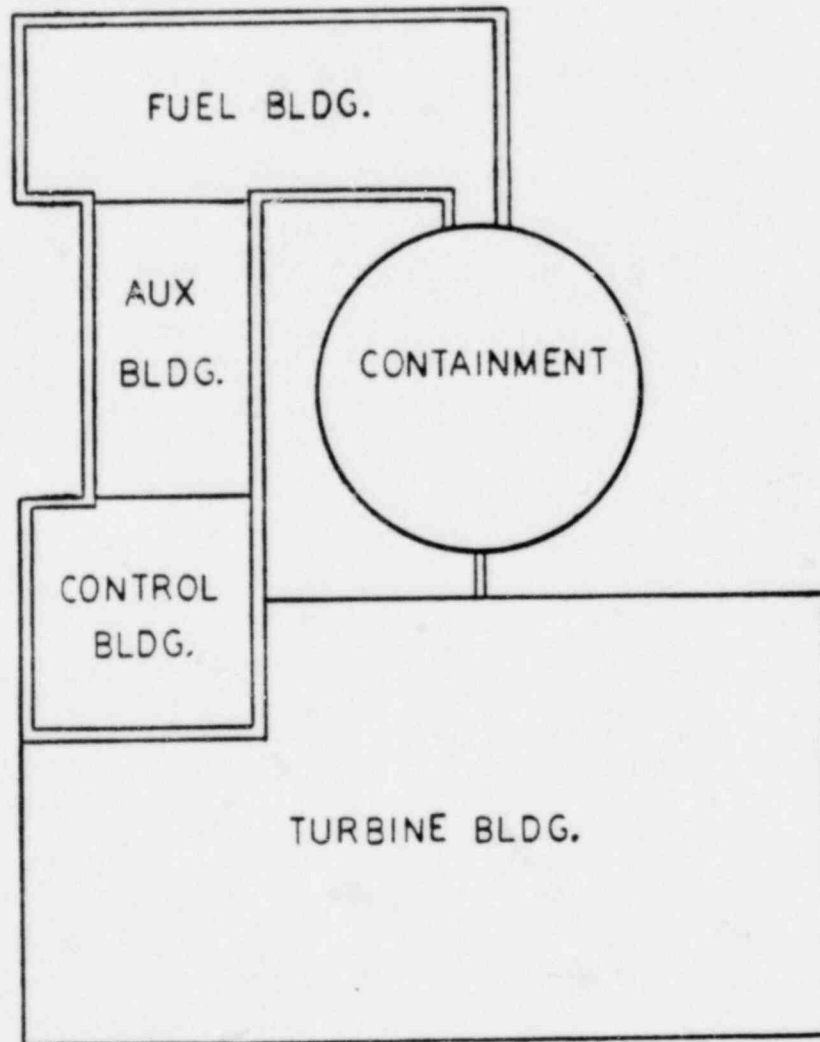 FUEL BLDG.
AUX
BLDG.
CONTAINMENT
CONTROL
BLDG.
TURBINE BLDG.